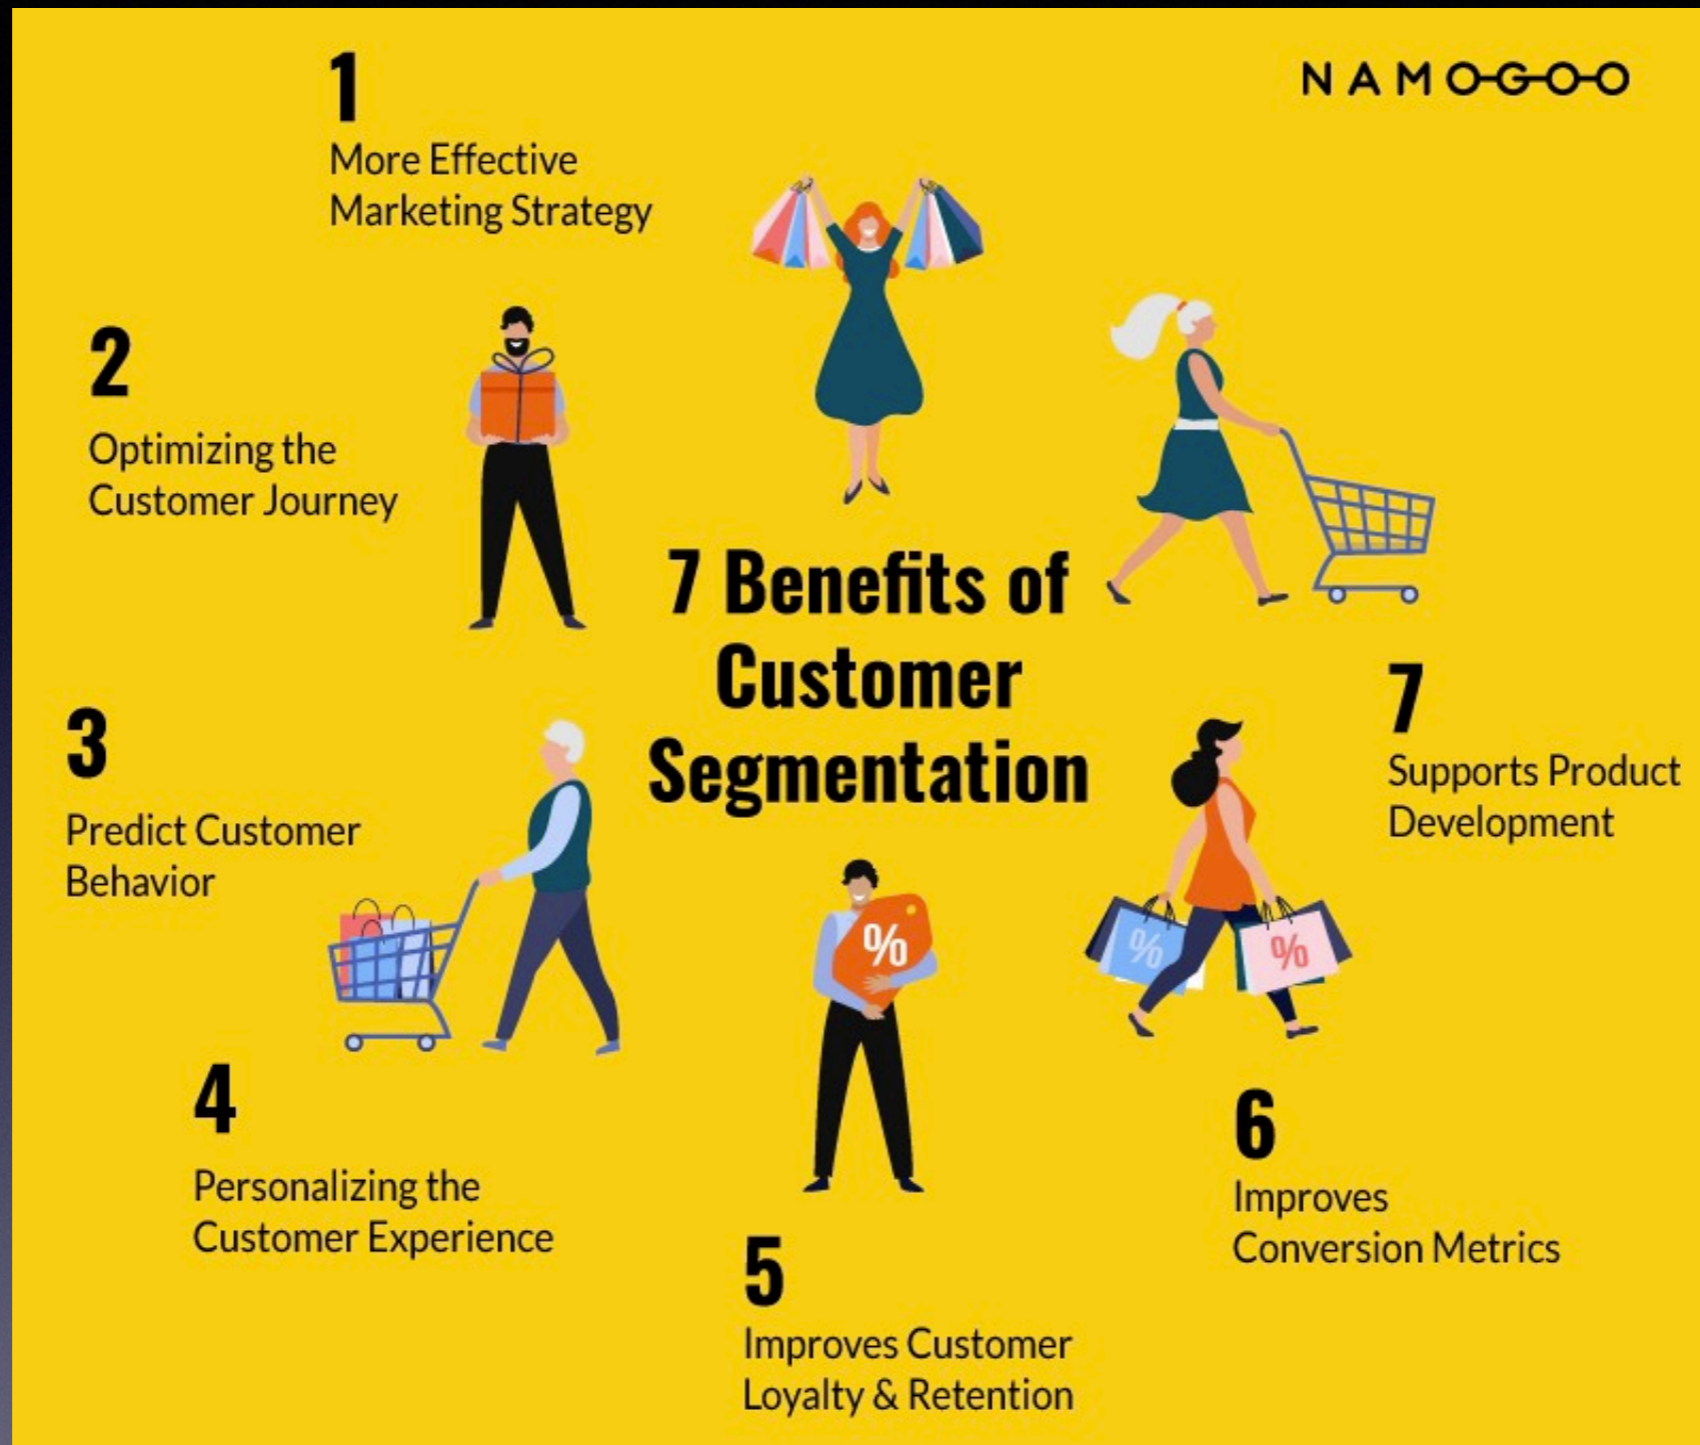 NAMOGOO
1
More Effective
Marketing Strategy
2
Optimizing the
Customer Journey
7 Benefits of
Customer
Segmentation
3
Predict Customer
Behavior
4
Personalizing the
Customer Experience
%
5
Improves Customer
Loyalty & Retention
%
%
6
Improves
Conversion Metrics
7
Supports Product
Development